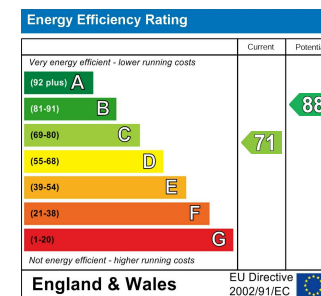 Energy Efficiency Rating
Current Potentia
Very energy efficient - lower running costs
(92 plus) A
(81-91) B
88
(69-80) C
71
(55-68) D
(39-54) E
(21-38) F
(1-20) G
Not energy efficient - higher running costs
England & Wales
EU Directive
2002/91/EC